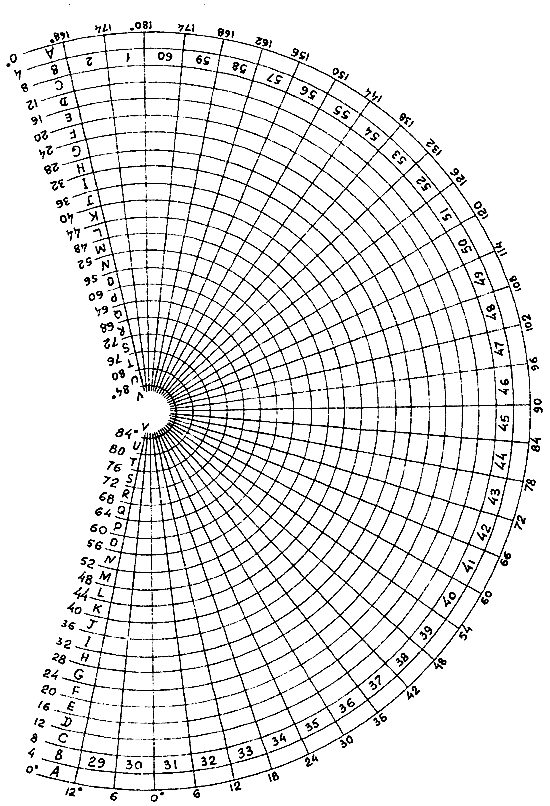 168° 174 180° 174 168 162 156 150 144 138 132 126 120 114 108 102 96 90 84 78 72 66 60 54 48 42 36 30 24 18 12 6 0° 6 12°
2 1 60 59 58 57 56 55 54 53 52 51 50 49 48 47 46 45 44 43 42 41 40 39 38 37 36 35 34 33 32 31 30 29
0°
A
4
B
8
C
12
D
16
E
20
F
24
G
28
H
32
I
36
J
40
K
44
L
48
M
52
N
56
O
60
P
64
Q
68
R
72
S
76
T
80
U
84°
V
V
84°
U
80
T
76
S
72
R
68
Q
64
P
60
O
56
N
52
M
48
L
44
K
40
J
36
I
32
H
28
G
24
F
20
E
16
D
12
C
8
B
4
A
0°